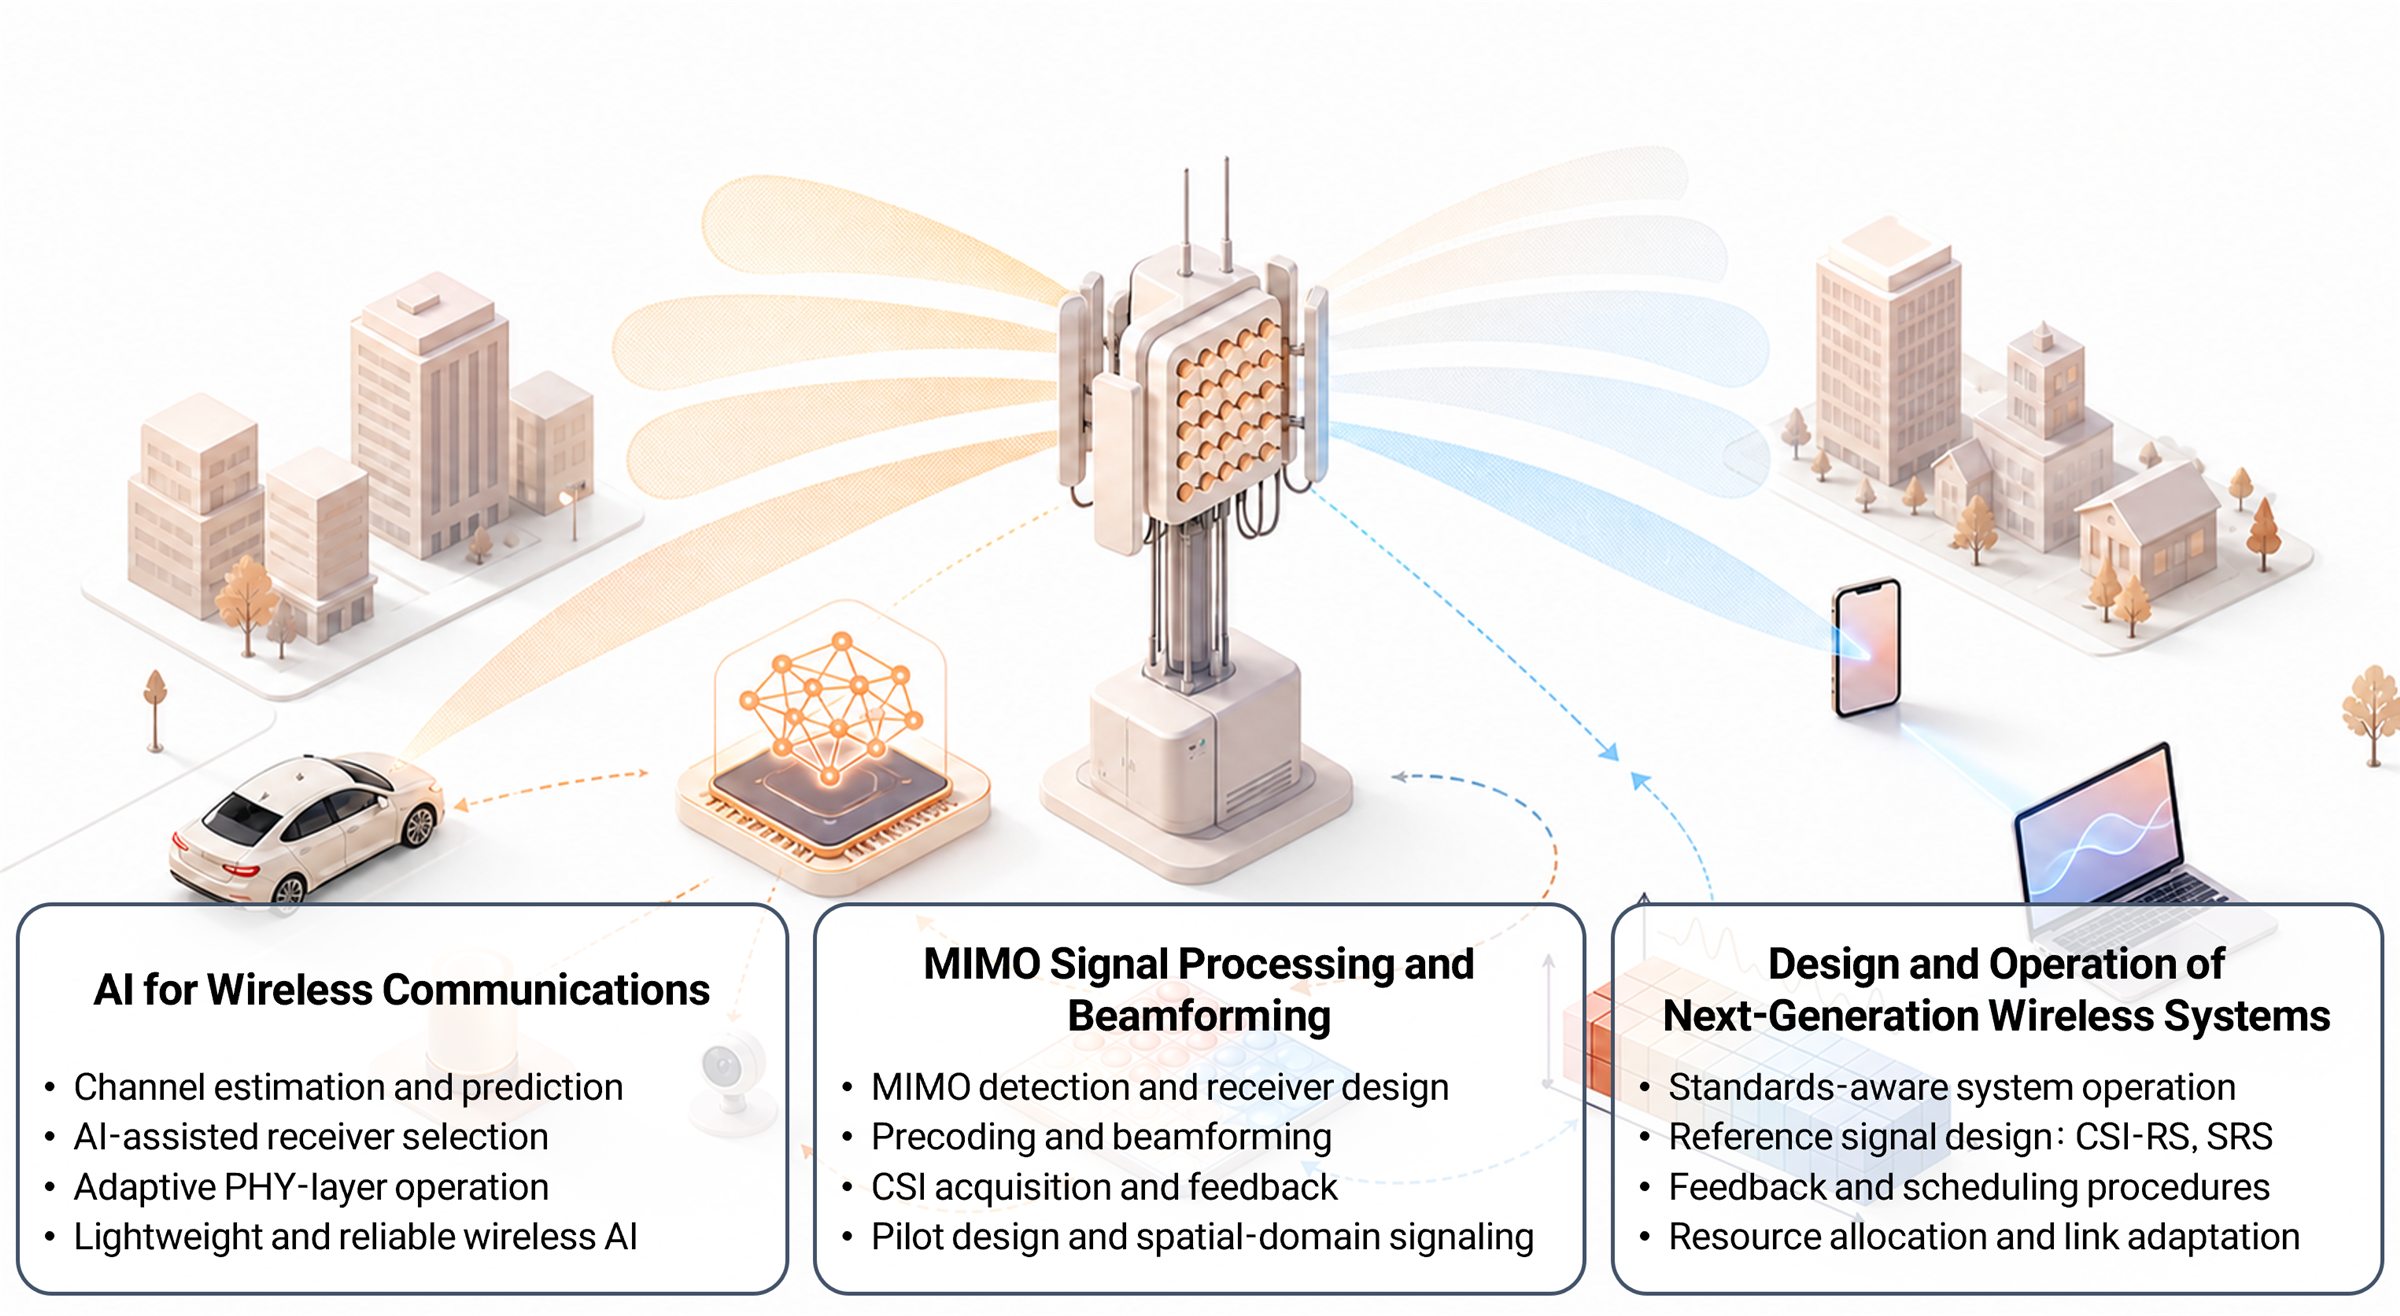 AI for Wireless Communications
• Channel estimation and prediction
• AI-assisted receiver selection
• Adaptive PHY-layer operation
• Lightweight and reliable wireless AI
MIMO Signal Processing and
Beamforming
• MIMO detection and receiver design
• Precoding and beamforming
• CSI acquisition and feedback
• Pilot design and spatial-domain signaling
Design and Operation of
Next-Generation Wireless Systems
• Standards-aware system operation
• Reference signal design: CSI-RS, SRS
• Feedback and scheduling procedures
• Resource allocation and link adaptation